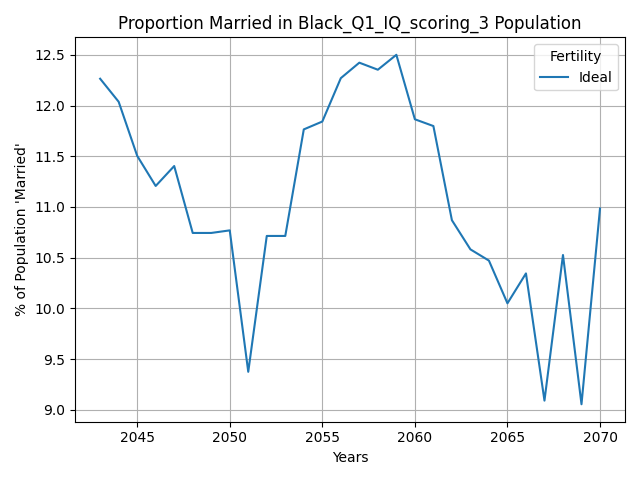 Proportion Married in Black_Q1_IQ_scoring_3 Population
Fertility
Ideal
% of Population 'Married'
12.5
12.0
11.5
11.0
10.5
10.0
9.5
9.0
2045 2050 2055 2060 2065 2070
Years